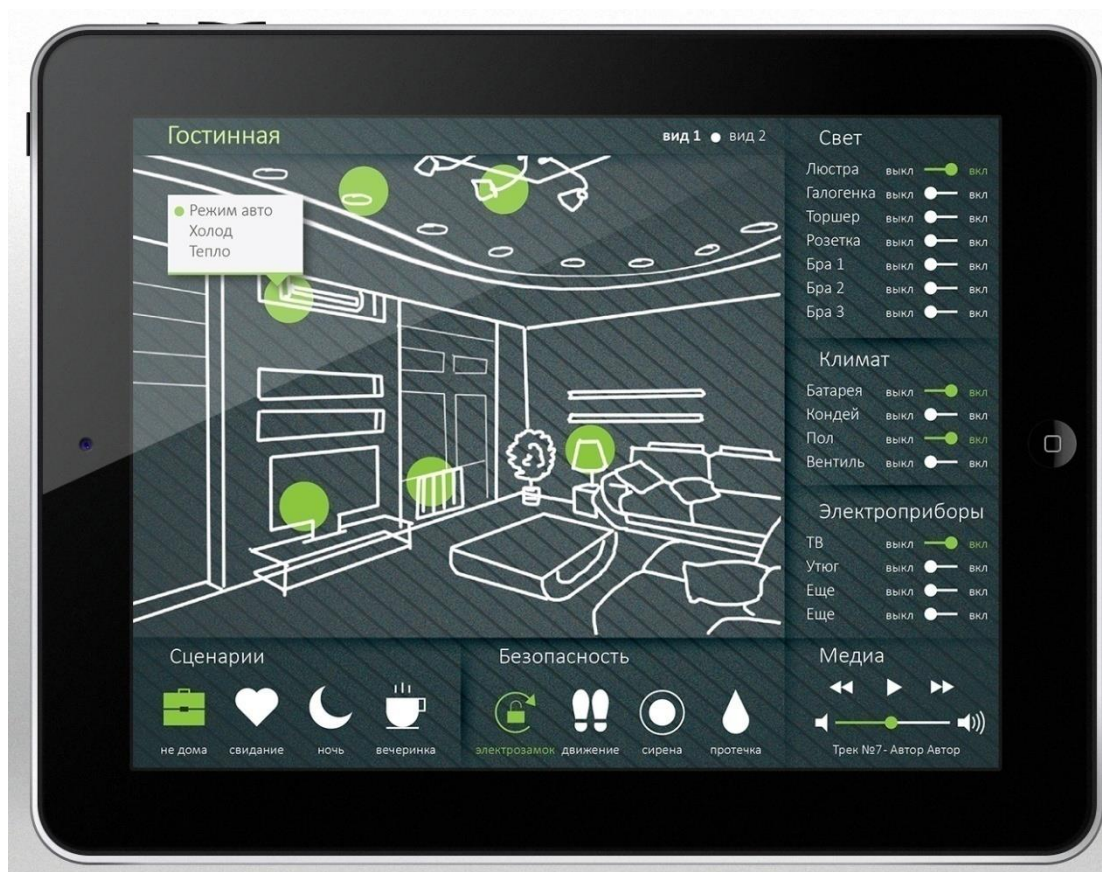 Гостинная
вид 1 вид 2
Режим авто
Холод
Тепло
Свет
Люстра выкл вкл
Галогенка выкл вкл
Торшер выкл вкл
Розетка выкл вкл
Бра 1 выкл вкл
Бра 2 выкл вкл
Бра 3 выкл вкл
Климат
Батарея выкл вкл
Кондей выкл вкл
Пол выкл вкл
Вентиль выкл вкл
Электроприборы
ТВ выкл вкл
Утюг выкл вкл
Еще выкл вкл
Еще выкл вкл
Сценарии
не дома свидание ночь вечеринка
Безопасность
электрозамок движение сирена протечка
Медиа
Трек №7- Автор Автор